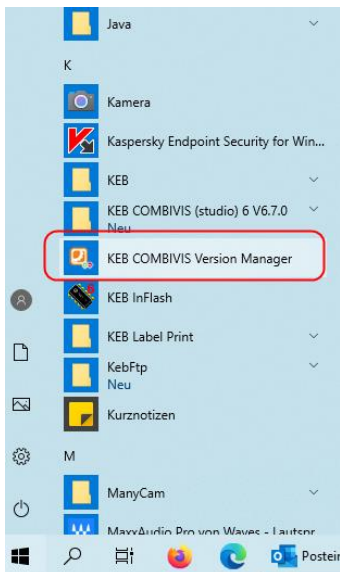 Java
K
Kamera
Kaspersky Endpoint Security for Win...
KEB
KEB COMBIVIS (studio) 6 V6.7.0
Neu
KEB COMBIVIS Version Manager
KEB InFlash
KEB Label Print
KebFtp
Neu
Kurznotizen
M
ManyCam
MaxxAudio Pro von Waves - Lautspr
Postein